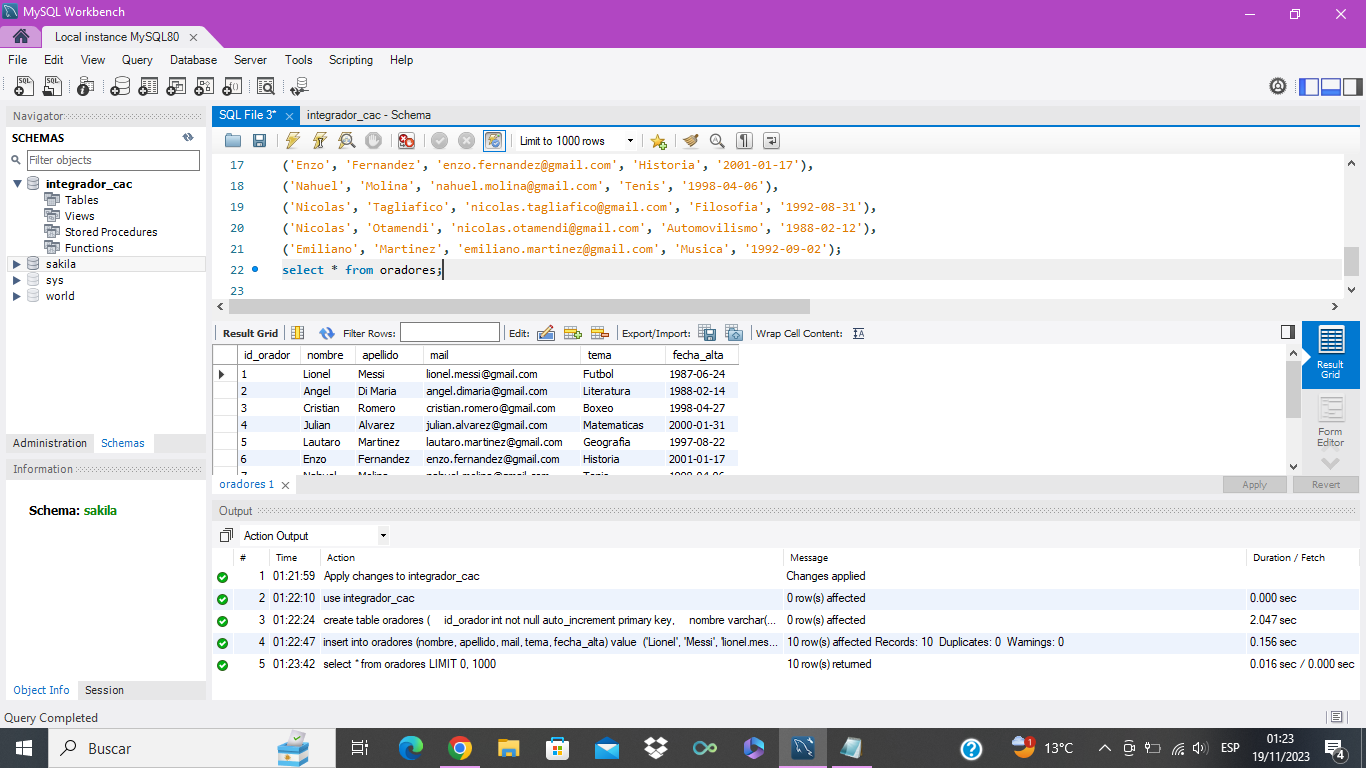 MySQL Workbench
Local instance MySQL80
File Edit View Query Database Server Tools Scripting Help
Navigator
SCHEMAS
Filter objects
integrador_cac
Tables
Views
Stored Procedures
Functions
sakila
sys
world
Administration Schemas
Information
Schema: sakila
Object Info Session
SQL File 3* integrador_cac - Schema
Limit to 1000 rows
17 ('Enzo', 'Fernandez', 'enzo.fernandez@gmail.com', 'Historia', '2001-01-17'),
18 ('Nahuel', 'Molina', 'nahuel.molina@gmail.com', 'Tenis', '1998-04-06'),
19 ('Nicolas', 'Tagliafico', 'nicolas.tagliafico@gmail.com', 'Filosofia', '1992-08-31'),
20 ('Nicolas', 'Otamendi', 'nicolas.otamendi@gmail.com', 'Automovilismo', '1988-02-12'),
21 ('Emiliano', 'Martinez', 'emiliano.martinez@gmail.com', 'Musica', '1992-09-02');
22 select * from oradores;
23
Result Grid Filter Rows: Edit: Export/Import: Wrap Cell Content:
id_orador nombre apellido mail tema fecha_alta
1 Lionel Messi lionel.messi@gmail.com Futbol 1987-06-24
2 Angel Di Maria angel.dimaria@gmail.com Literatura 1988-02-14
3 Cristian Romero cristian.romero@gmail.com Boxeo 1998-04-27
4 Julian Alvarez julian.alvarez@gmail.com Matematicas 2000-01-31
5 Lautaro Martinez lautaro.martinez@gmail.com Geografia 1997-08-22
6 Enzo Fernandez enzo.fernandez@gmail.com Historia 2001-01-17
7 Nahuel Molina nahuel.molina@gmail.com Tenis 1998-04-06
Result
Grid
Form
Editor
oradores 1
Apply Revert
Output
Action Output
# Time Action Message Duration / Fetch
1 01:21:59 Apply changes to integrador_cac Changes applied
2 01:22:10 use integrador_cac 0 row(s) affected 0.000 sec
3 01:22:24 create table oradores ( id_orador int not null auto_increment primary key, nombre varchar(... 0 row(s) affected 2.047 sec
4 01:22:47 insert into oradores (nombre, apellido, mail, tema, fecha_alta) value ('Lionel', 'Messi', 'lionel.mes... 10 row(s) affected Records: 10 Duplicates: 0 Warnings: 0 0.156 sec
5 01:23:42 select * from oradores LIMIT 0, 1000 10 row(s) returned 0.016 sec / 0.000 sec
Query Completed
Buscar
1
13°C
ESP
01:23
19/11/2023
4